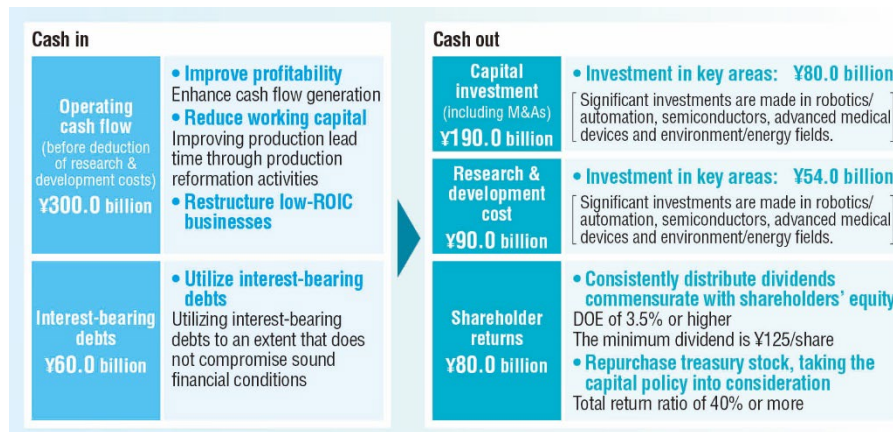 Cash in
Operating
cash flow
(before deduction
of research &
development costs)
¥300.0 billion
• Improve profitability
Enhance cash flow generation
• Reduce working capital
Improving production lead
time through production
reformation activities
• Restructure low-ROIC
businesses
Interest-bearing
debts
¥60.0 billion
• Utilize interest-bearing
debts
Utilizing interest-bearing
debts to an extent that does
not compromise sound
financial conditions
Cash out
Capital
investment
(including M&As)
¥190.0 billion
• Investment in key areas: ¥80.0 billion
Significant investments are made in robotics/
automation, semiconductors, advanced medical
devices and environment/energy fields.
Research &
development
cost
¥90.0 billion
• Investment in key areas: ¥54.0 billion
Significant investments are made in robotics/
automation, semiconductors, advanced medical
devices and environment/energy fields.
Shareholder
returns
¥80.0 billion
• Consistently distribute dividends
commensurate with shareholders' equity
DOE of 3.5% or higher
The minimum dividend is ¥125/share
• Repurchase treasury stock, taking the
capital policy into consideration
Total return ratio of 40% or more